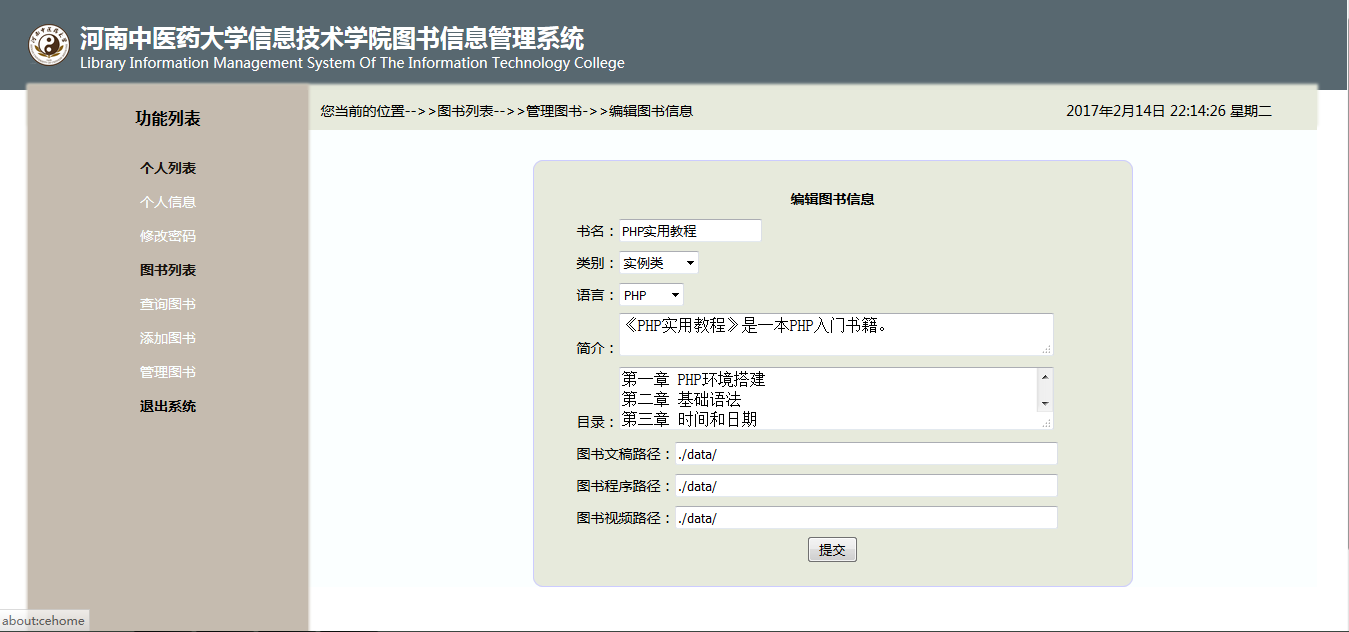 河南中医药大学信息技术学院图书信息管理系统
Library Information Management System Of The Information Technology College
功能列表
个人列表
个人信息
修改密码
图书列表
查询图书
添加图书
管理图书
退出系统
您当前的位置-->>图书列表-->>管理图书->>编辑图书信息
2017年2月14日 22:14:26 星期二
编辑图书信息
书名：PHP实用教程
类别：实例类
语言：PHP
简介：《PHP实用教程》是一本PHP入门书籍。
目录：第一章 PHP环境搭建
第二章 基础语法
第三章 时间和日期
图书文稿路径：./data/
图书程序路径：./data/
图书视频路径：./data/
提交
about:cehome